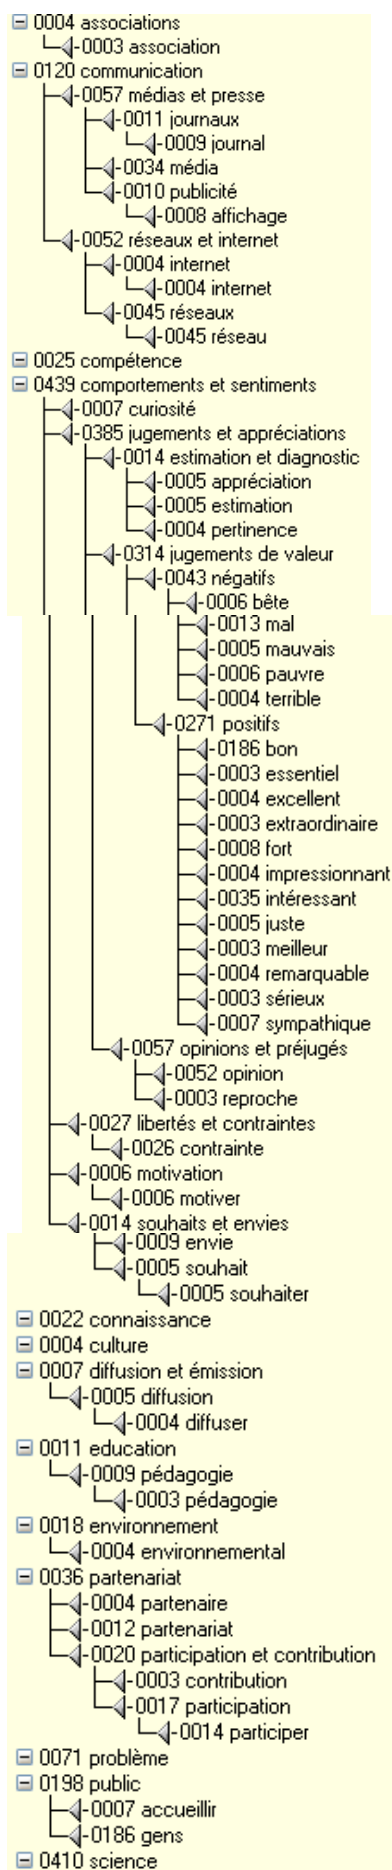 0004 associations
0003 association
0120 communication
0057 médias et presse
0011 journaux
0009 journal
0034 média
0010 publicité
0008 affichage
0052 réseaux et internet
0004 internet
0004 internet
0045 réseaux
0045 réseau
0025 compétence
0439 comportements et sentiments
0007 curiosité
0385 jugements et appréciations
0014 estimation et diagnostic
0005 appréciation
0005 estimation
0004 pertinence
0314 jugements de valeur
0043 négatifs
0006 bête
0013 mal
0005 mauvais
0006 pauvre
0004 terrible
0271 positifs
0186 bon
0003 essentiel
0004 excellent
0003 extraordinaire
0008 fort
0004 impressionnant
0035 intéressant
0005 juste
0003 meilleur
0004 remarquable
0003 sérieux
0007 sympathique
0057 opinions et préjugés
0052 opinion
0003 reproche
0027 libertés et contraintes
0026 contrainte
0006 motivation
0006 motiver
0014 souhaits et envies
0009 envie
0005 souhait
0005 souhaiter
0022 connaissance
0004 culture
0007 diffusion et émission
0005 diffusion
0004 diffuser
0011 education
0009 pédagogie
0003 pédagogie
0018 environnement
0004 environnemental
0036 partenariat
0004 partenaire
0012 partenariat
0020 participation et contribution
0003 contribution
0017 participation
0014 participer
0071 problème
0198 public
0007 accueillir
0186 gens
0410 science